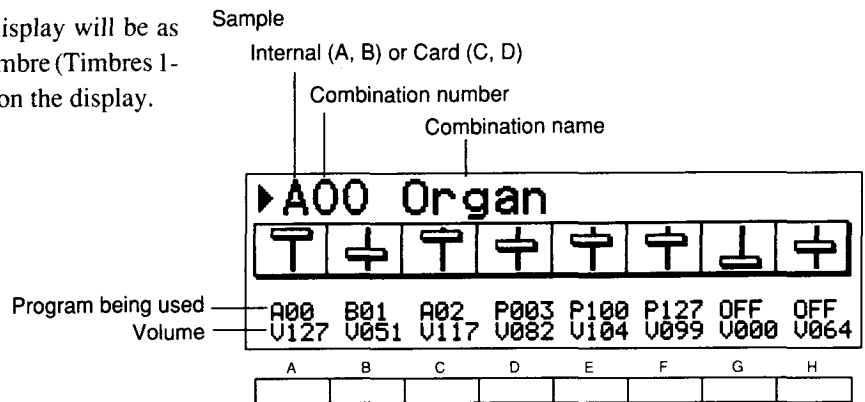 display will be as
mbre (Timbres 1-
on the display.
Sample
Internal (A, B) or Card (C, D)
Combination number
Combination name
▶A00 Organ
Program being used
A00 B01 A02 P003 P100 P127 OFF OFF
Volume
V127 V051 V117 V082 V104 V099 V000 V064
A B C D E F G H